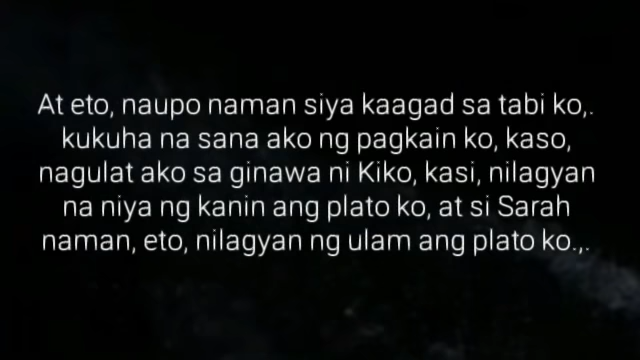 At eto, naupo naman siya kaagad sa tabi ko,.
kukuha na sana ako ng pagkain ko, kaso,
nagulat ako sa ginawa ni Kiko, kasi, nilagyan
na niya ng kanin ang plato ko, at si Sarah
naman, eto, nilagyan ng ulam ang plato ko.,.